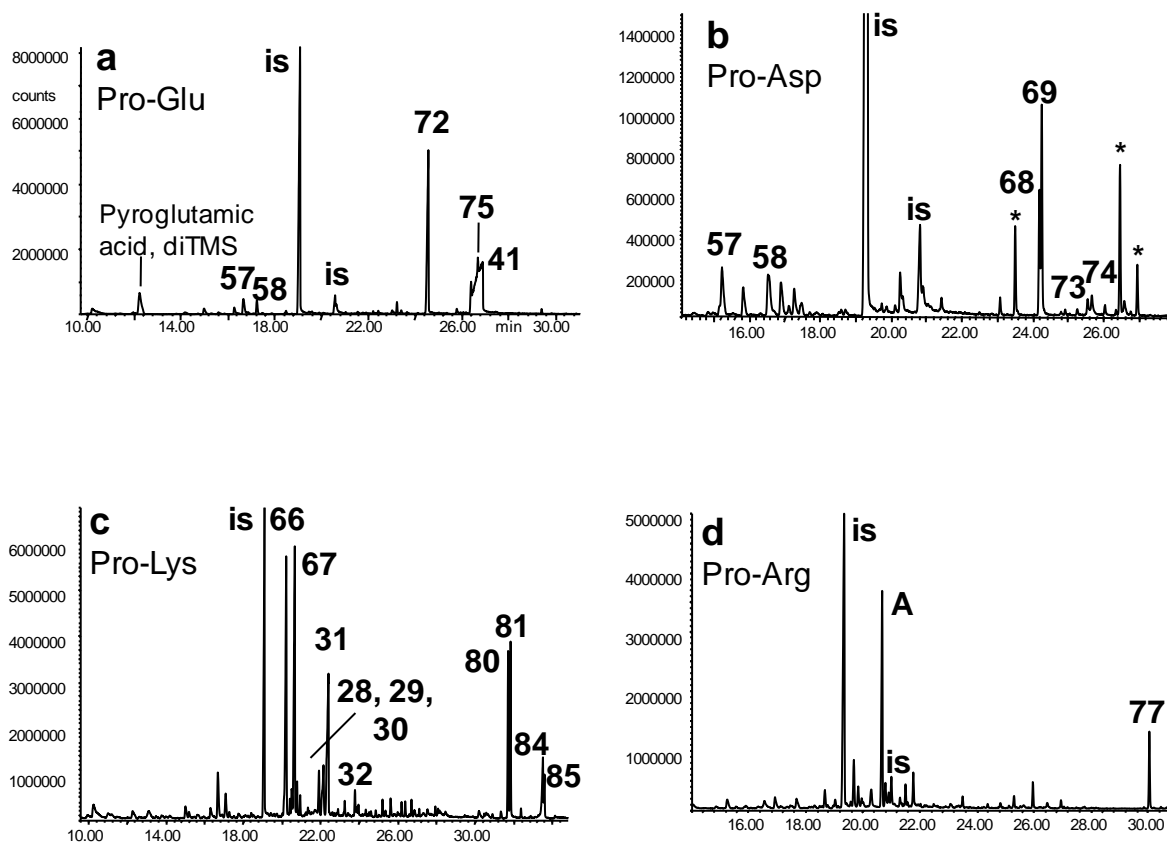 a
Pro-Glu
8000000
counts
6000000
4000000
2000000
is
72
75
41
Pyroglutamic
acid, diTMS
57
58
is
10.00 14.00 18.00 22.00 26.00 min 30.00
b
Pro-Asp
1400000
1200000
1000000
800000
600000
400000
200000
is
69
*
68
*
is
57
58
74
73
*
16.00 18.00 20.00 22.00 24.00 26.00
c
Pro-Lys
6000000
5000000
4000000
3000000
2000000
1000000
is 66
67
31
28, 29,
30
32
81
80
84
85
10.00 14.00 18.00 22.00 26.00 30.00
d
Pro-Arg
5000000
4000000
3000000
2000000
1000000
is
A
is
77
16.00 18.00 20.00 22.00 24.00 26.00 30.00